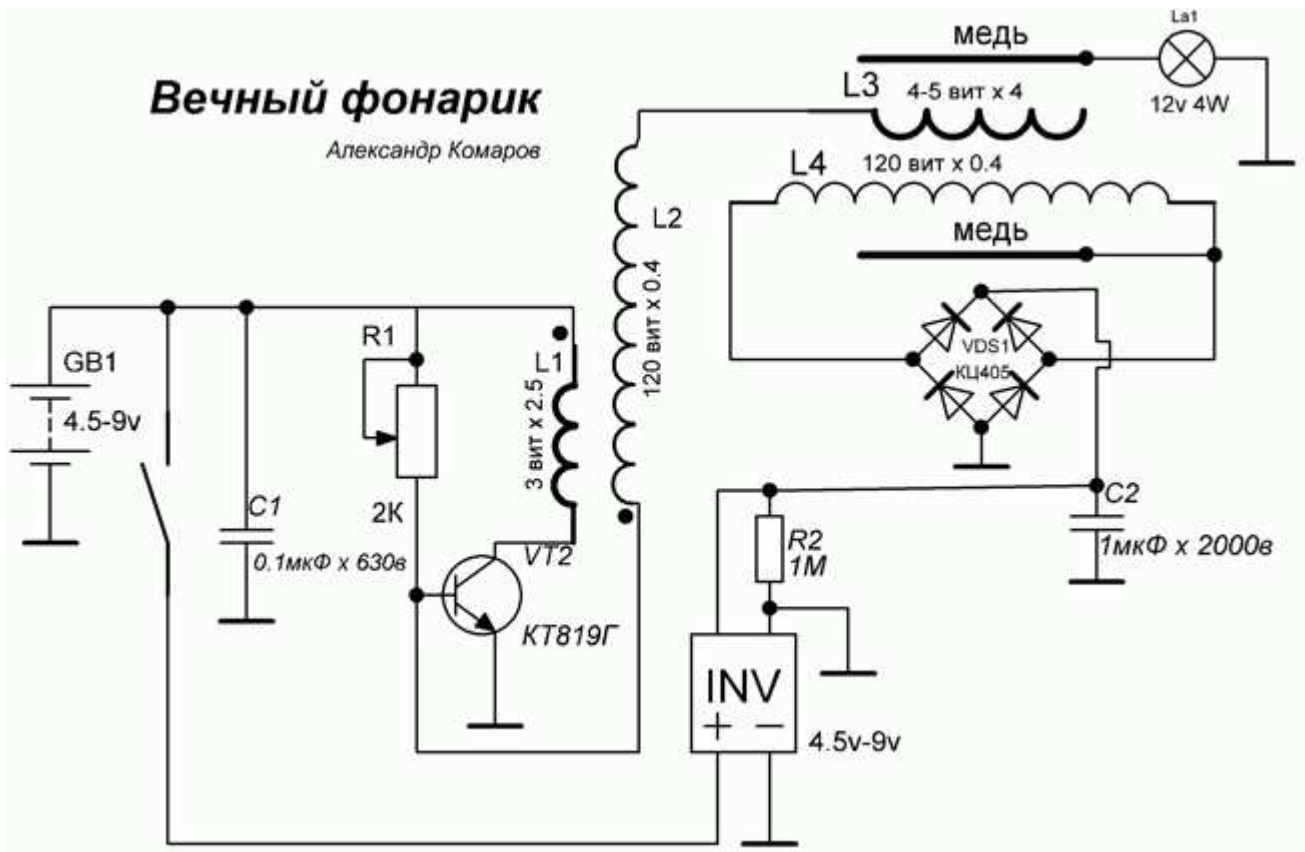 Вечный фонарик
Александр Комаров
La1
медь
12v 4W
L3
4-5 вит x 4
L4
120 вит x 0.4
медь
L2
120 вит x 0.4
GB1
4.5-9v
R1
2K
L1
3 вит x 2.5
C1
0.1мкФ x 630в
VT2
КТ819Г
VDS1
КЦ405
C2
1мкФ x 2000в
R2
1M
INV
+ −
4.5v-9v